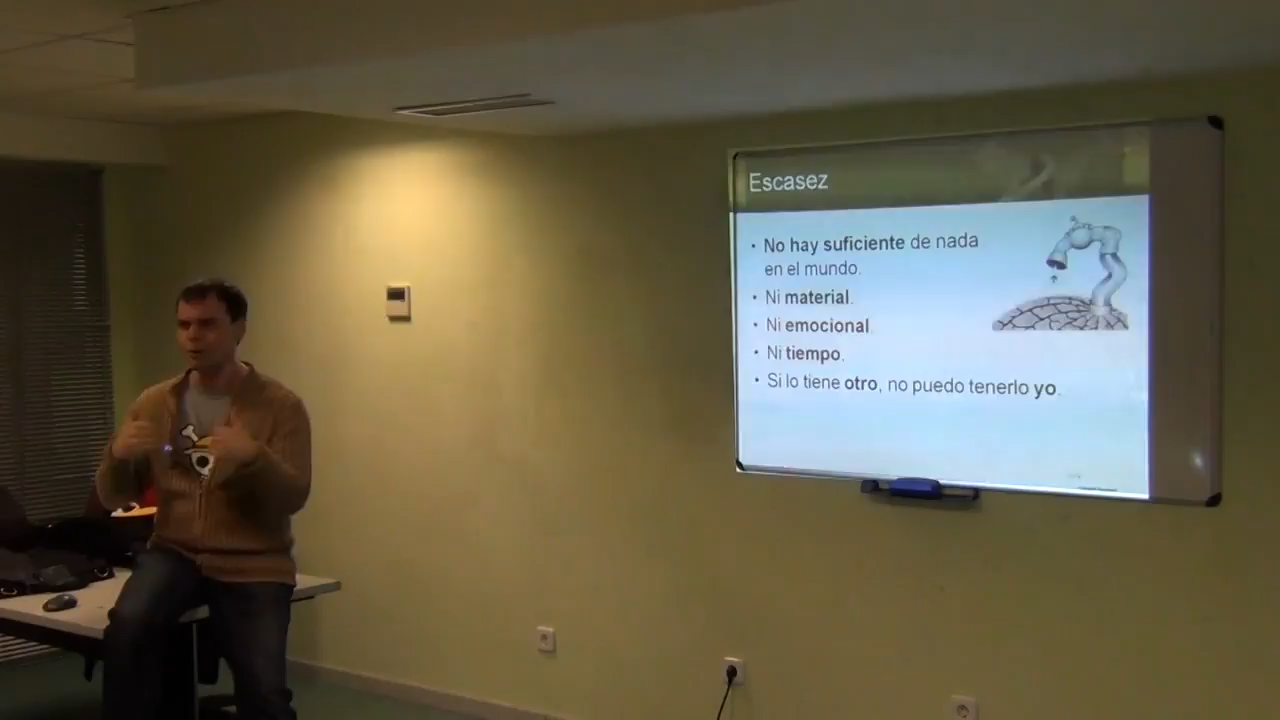 Escasez
• No hay suficiente de nada
en el mundo.
• Ni material.
• Ni emocional.
• Ni tiempo.
• Si lo tiene otro, no puedo tenerlo yo.